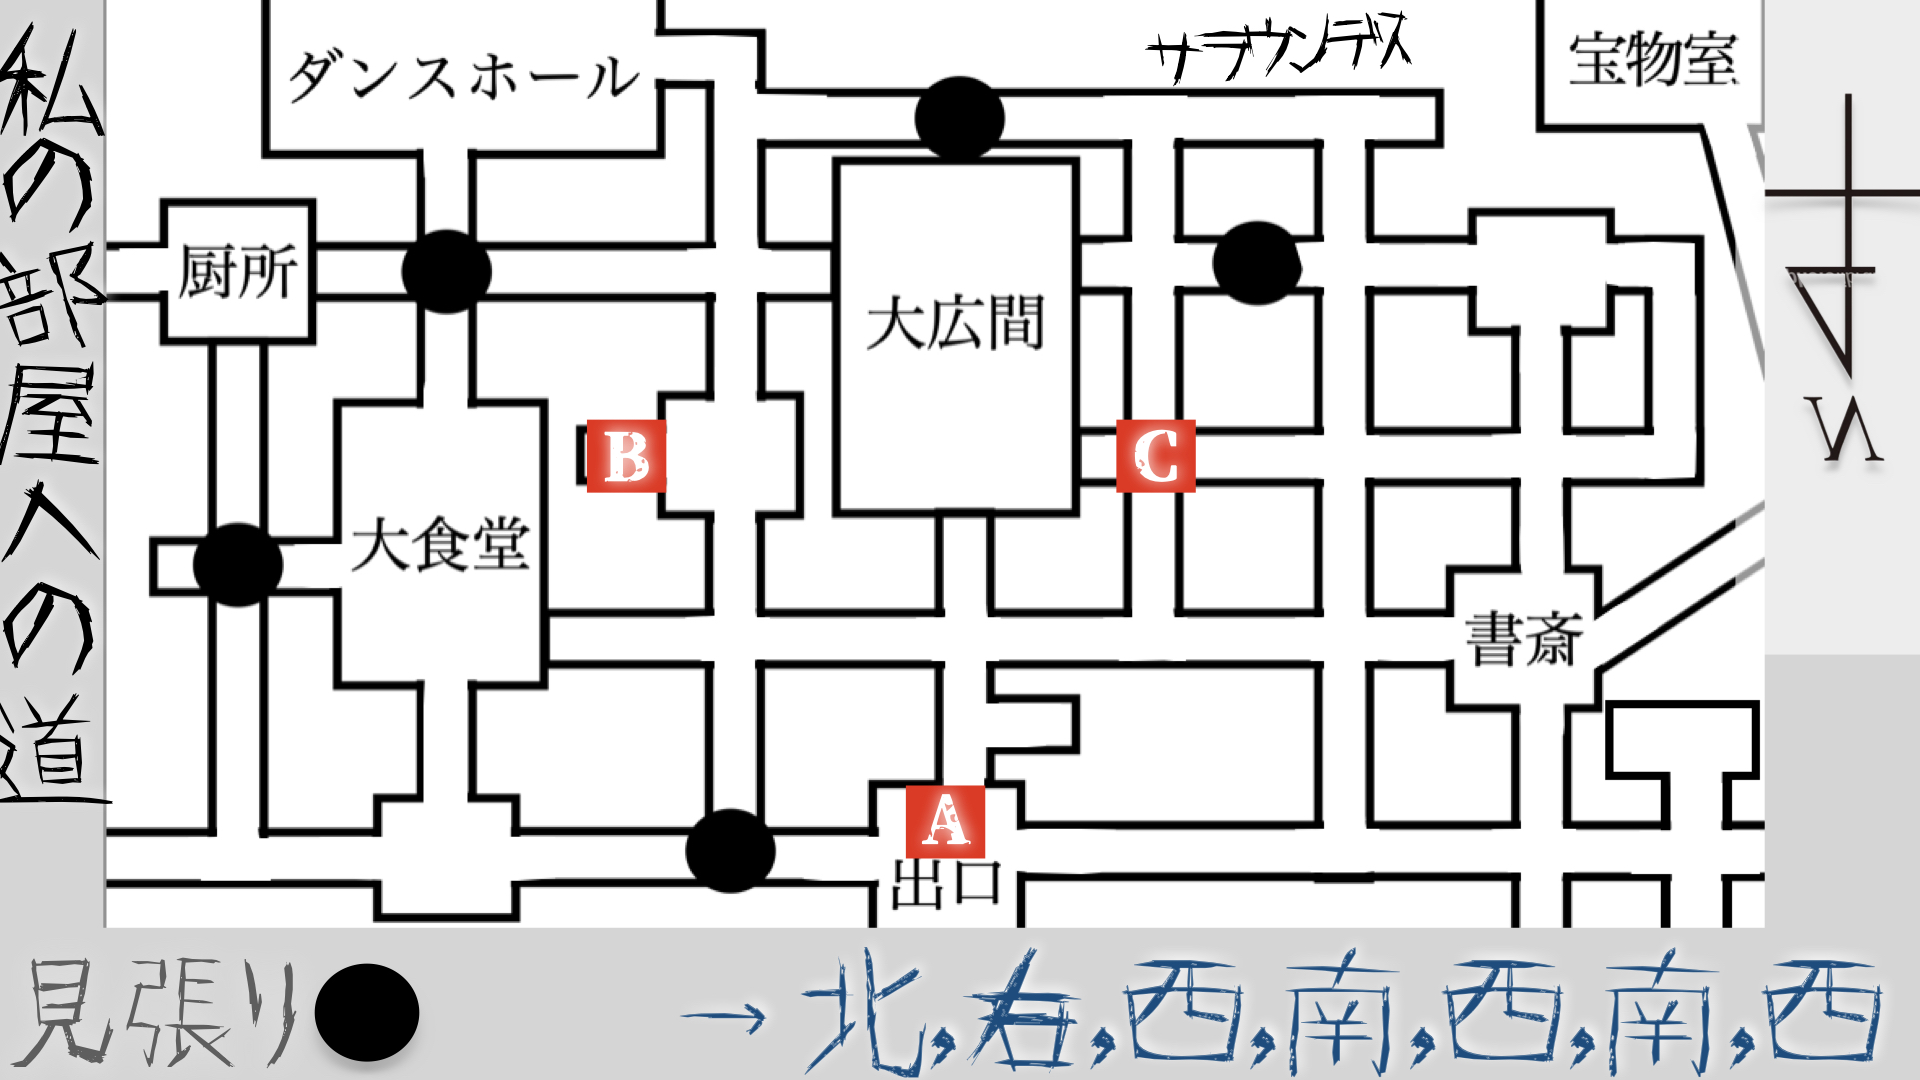 私の部屋への道
サデウンデス
ダンスホール
宝物室
厨所
大広間
B
C
大食堂
書斎
A
出口
N
見張り
→北,右,西,南,西,南,西